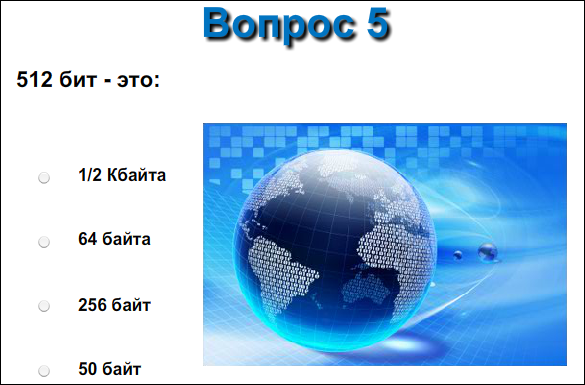 Вопрос 5
512 бит - это:
1/2 Кбайта
64 байта
256 байт
50 байт